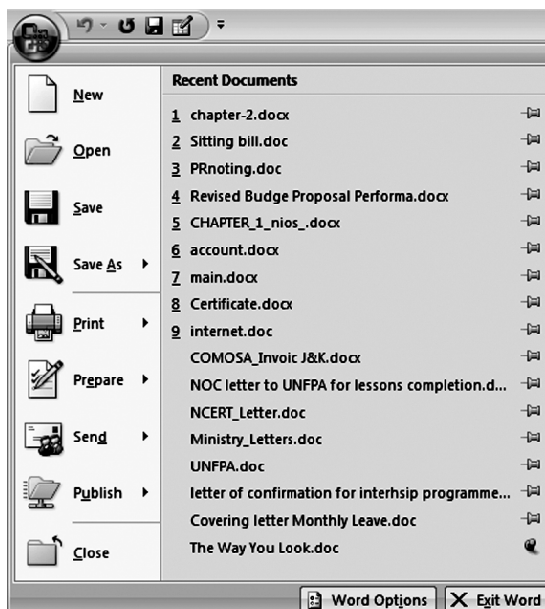 New
Open
Save
Save As
Print
Prepare
Send
Publish
Close
Recent Documents
1 chapter-2.docx
2 Sitting bill.doc
3 PRnoting.doc
4 Revised Budge Proposal Performa.docx
5 CHAPTER_1_nios_.docx
6 account.docx
7 main.docx
8 Certificate.docx
9 internet.doc
COMOSA_Invoic J&K.docx
NOC letter to UNFPA for lessons completion.d...
NCERT_Letter.doc
Ministry_Letters.doc
UNFPA.doc
letter of confirmation for interhsip programme...
Covering letter Monthly Leave.doc
The Way You Look.doc
Word Options
Exit Word